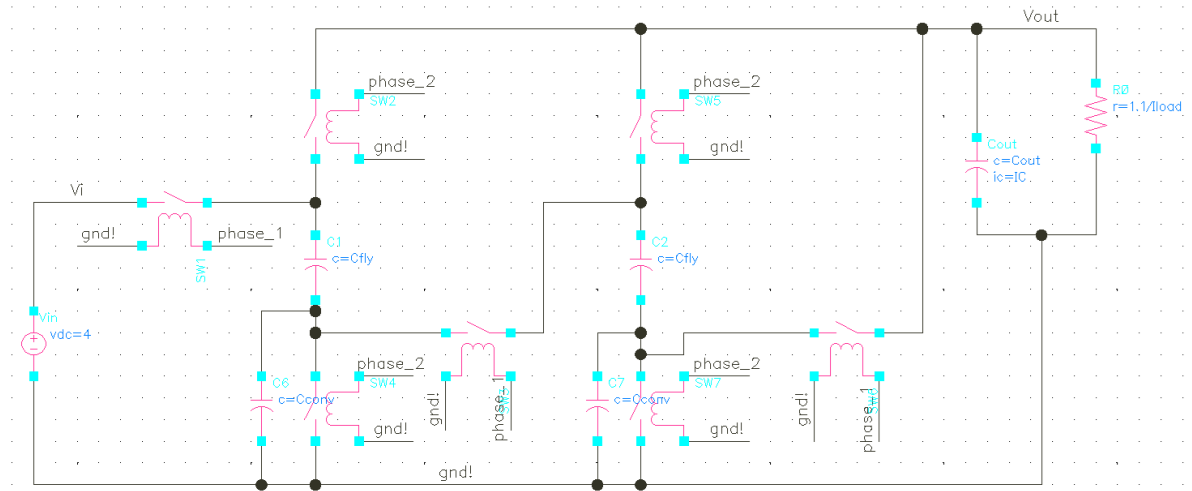 Vout
phase_2
SW2
gnd!
phase_2
SW5
gnd!
R0
r=1.1/Iload
Cout
c=Cout
ic=IC
Vi
gnd!
phase_1
SW1
C1
c=Cfly
C2
c=Cfly
Vin
vdc=4
phase_2
SW4
gnd!
C6
c=Cconv
gnd!
phase_1
SW3
phase_2
SW7
gnd!
C7
c=Cconv
gnd!
phase_1
gnd!